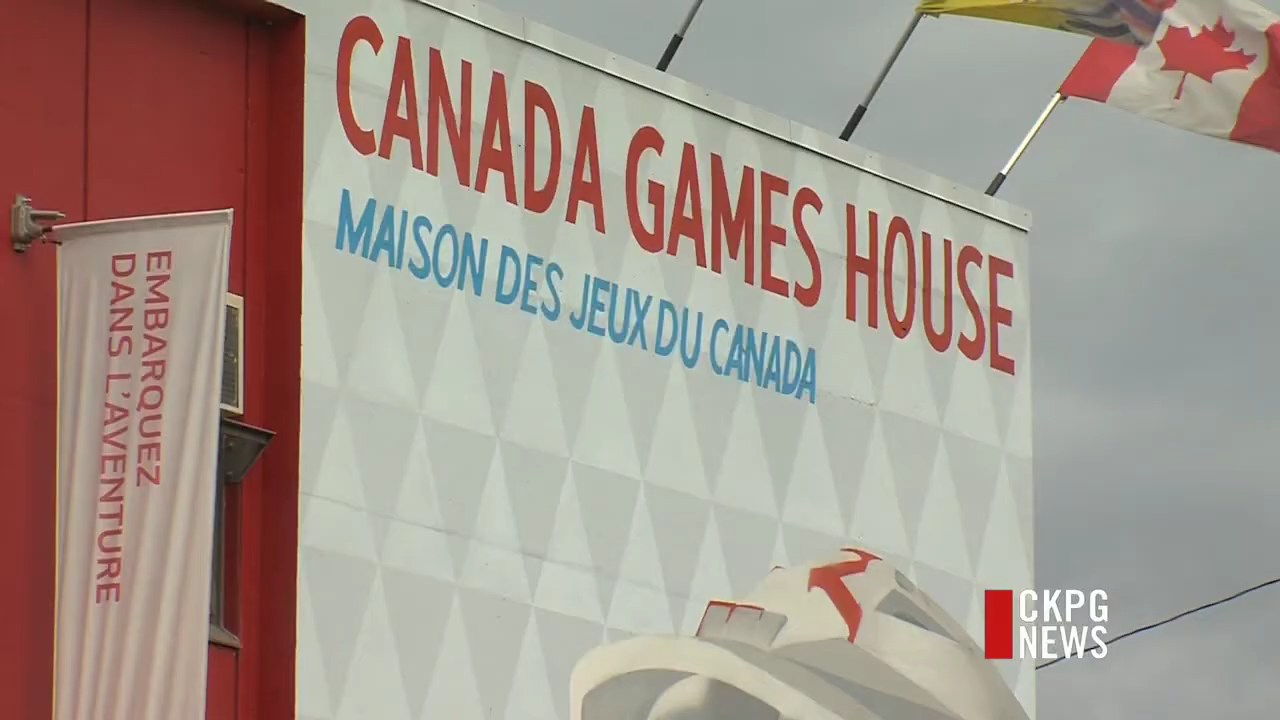 CANADA GAMES HOUSE
MAISON DES JEUX DU CANADA
EMBARQUEZ
DANS L'AVENTURE
CKPG
NEWS